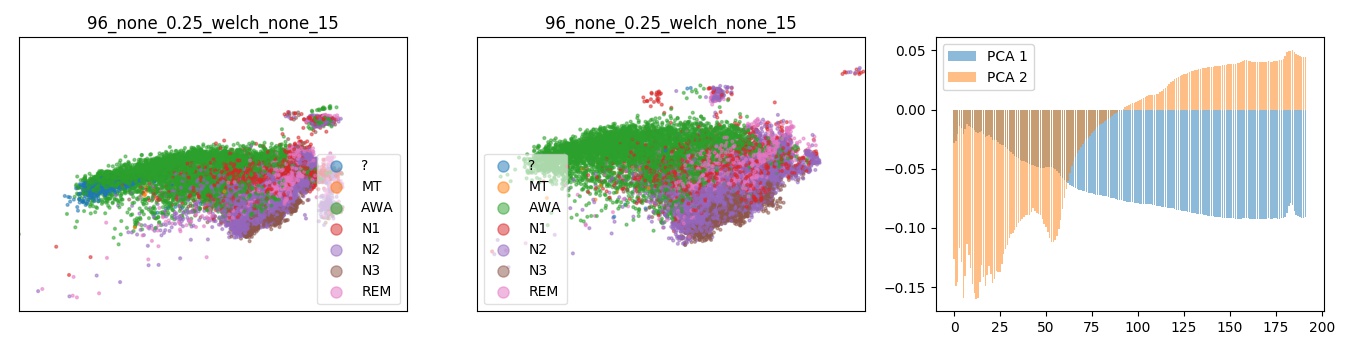 96_none_0.25_welch_none_15
?
MT
AWA
N1
N2
N3
REM
96_none_0.25_welch_none_15
?
MT
AWA
N1
N2
N3
REM
PCA 1
PCA 2
0.05
0.00
−0.05
−0.10
−0.15
0 25 50 75 100 125 150 175 200